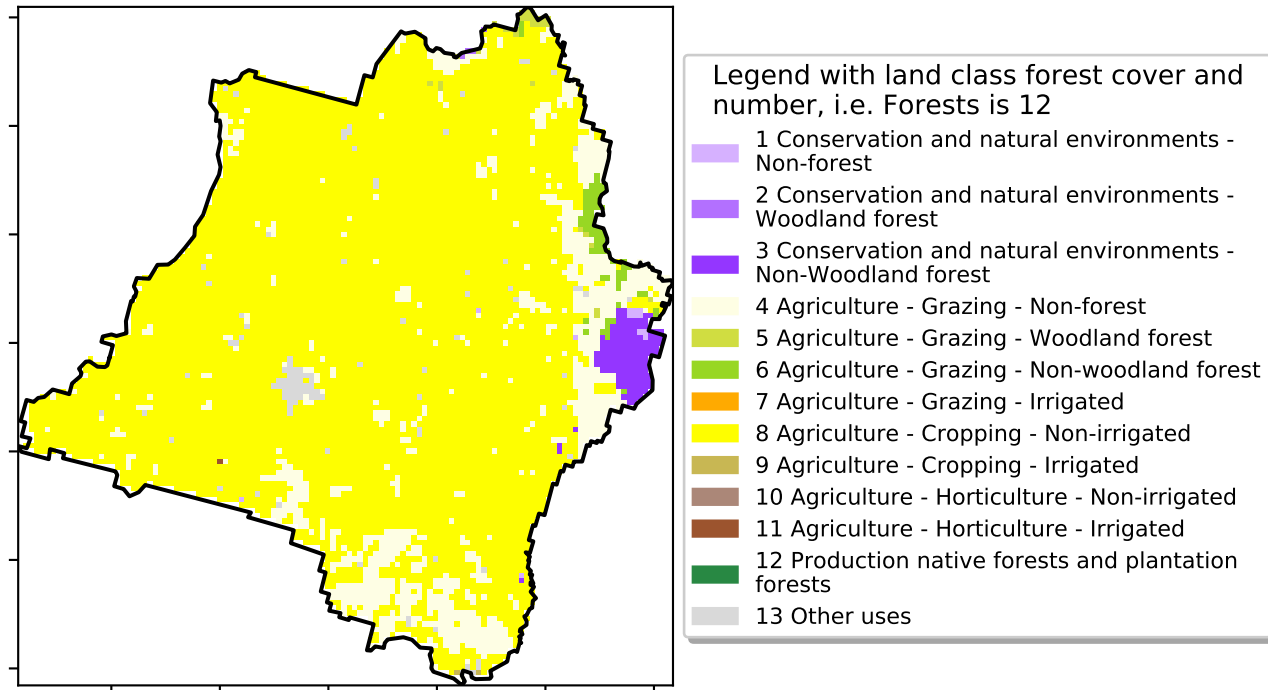 Legend with land class forest cover and
number, i.e. Forests is 12
1 Conservation and natural environments -
Non-forest
2 Conservation and natural environments -
Woodland forest
3 Conservation and natural environments -
Non-Woodland forest
4 Agriculture - Grazing - Non-forest
5 Agriculture - Grazing - Woodland forest
6 Agriculture - Grazing - Non-woodland forest
7 Agriculture - Grazing - Irrigated
8 Agriculture - Cropping - Non-irrigated
9 Agriculture - Cropping - Irrigated
10 Agriculture - Horticulture - Non-irrigated
11 Agriculture - Horticulture - Irrigated
12 Production native forests and plantation
forests
13 Other uses